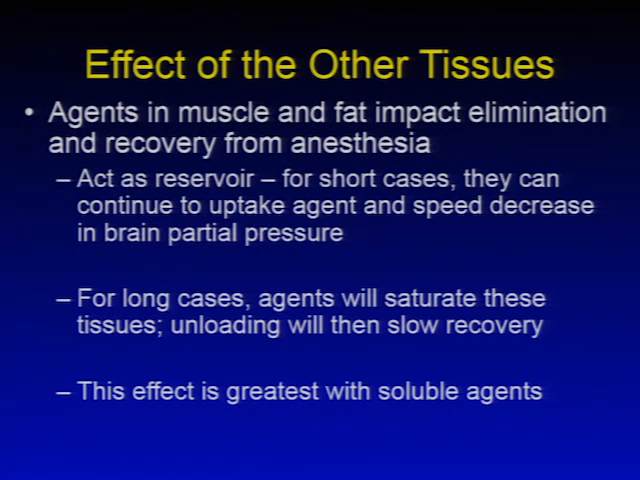 Effect of the Other Tissues
• Agents in muscle and fat impact elimination
and recovery from anesthesia
– Act as reservoir – for short cases, they can
continue to uptake agent and speed decrease
in brain partial pressure
– For long cases, agents will saturate these
tissues; unloading will then slow recovery
– This effect is greatest with soluble agents